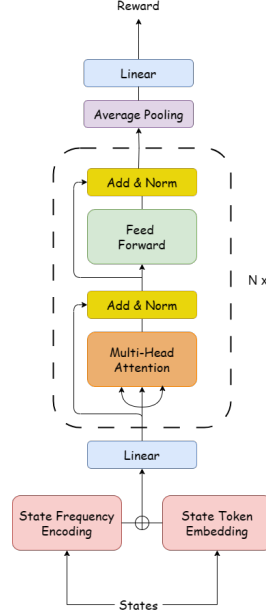 Reward
Linear
Average Pooling
Add & Norm
Feed
Forward
N x
Add & Norm
Multi-Head
Attention
Linear
State Frequency
Encoding
State Token
Embedding
States